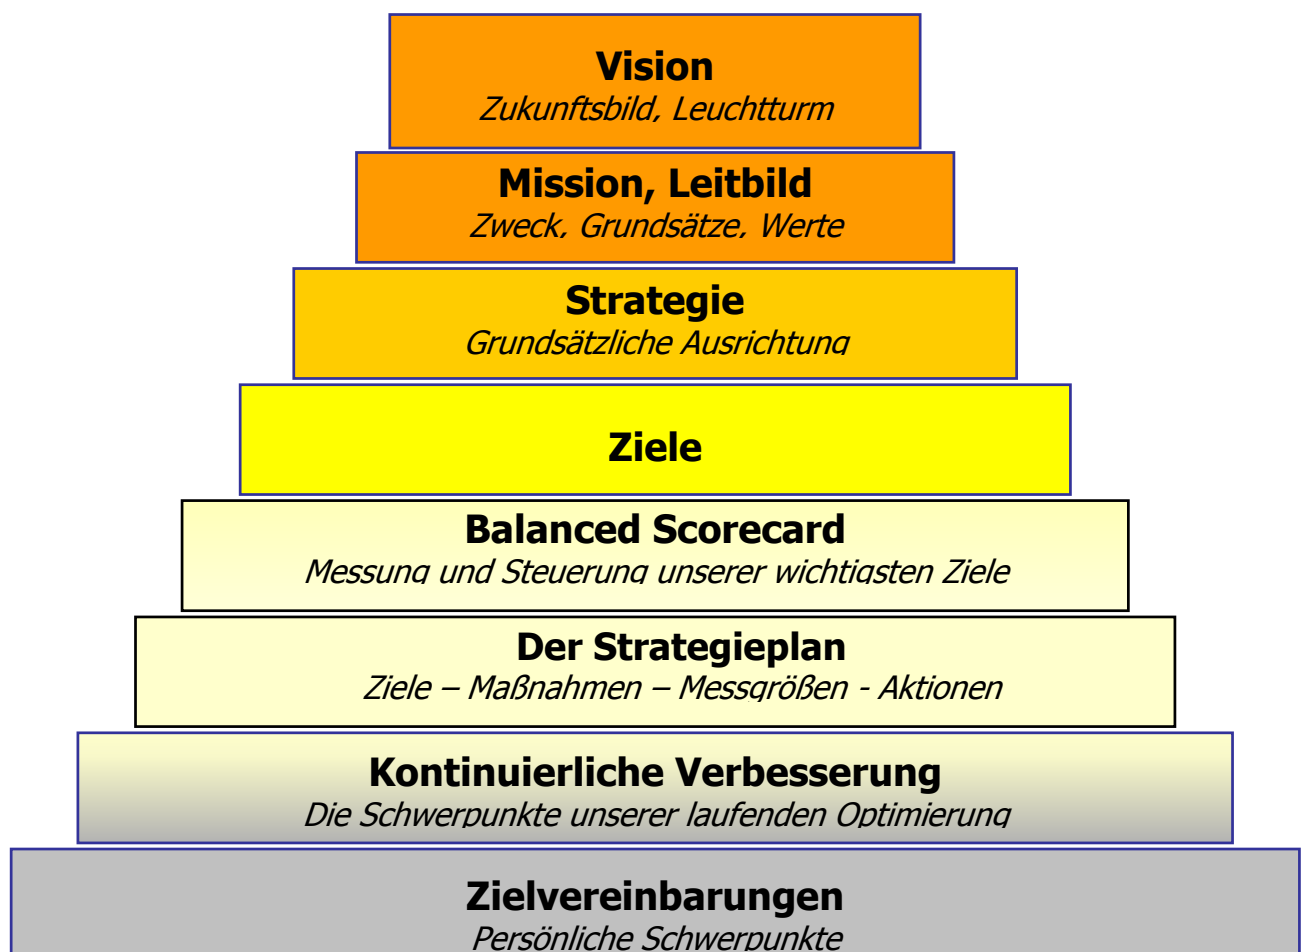 Vision
Zukunftsbild, Leuchtturm
Mission, Leitbild
Zweck, Grundsätze, Werte
Strategie
Grundsätzliche Ausrichtung
Ziele
Balanced Scorecard
Messung und Steuerung unserer wichtigsten Ziele
Der Strategieplan
Ziele – Maßnahmen – Messgrößen - Aktionen
Kontinuierliche Verbesserung
Die Schwerpunkte unserer laufenden Optimierung
Zielvereinbarungen
Persönliche Schwerpunkte